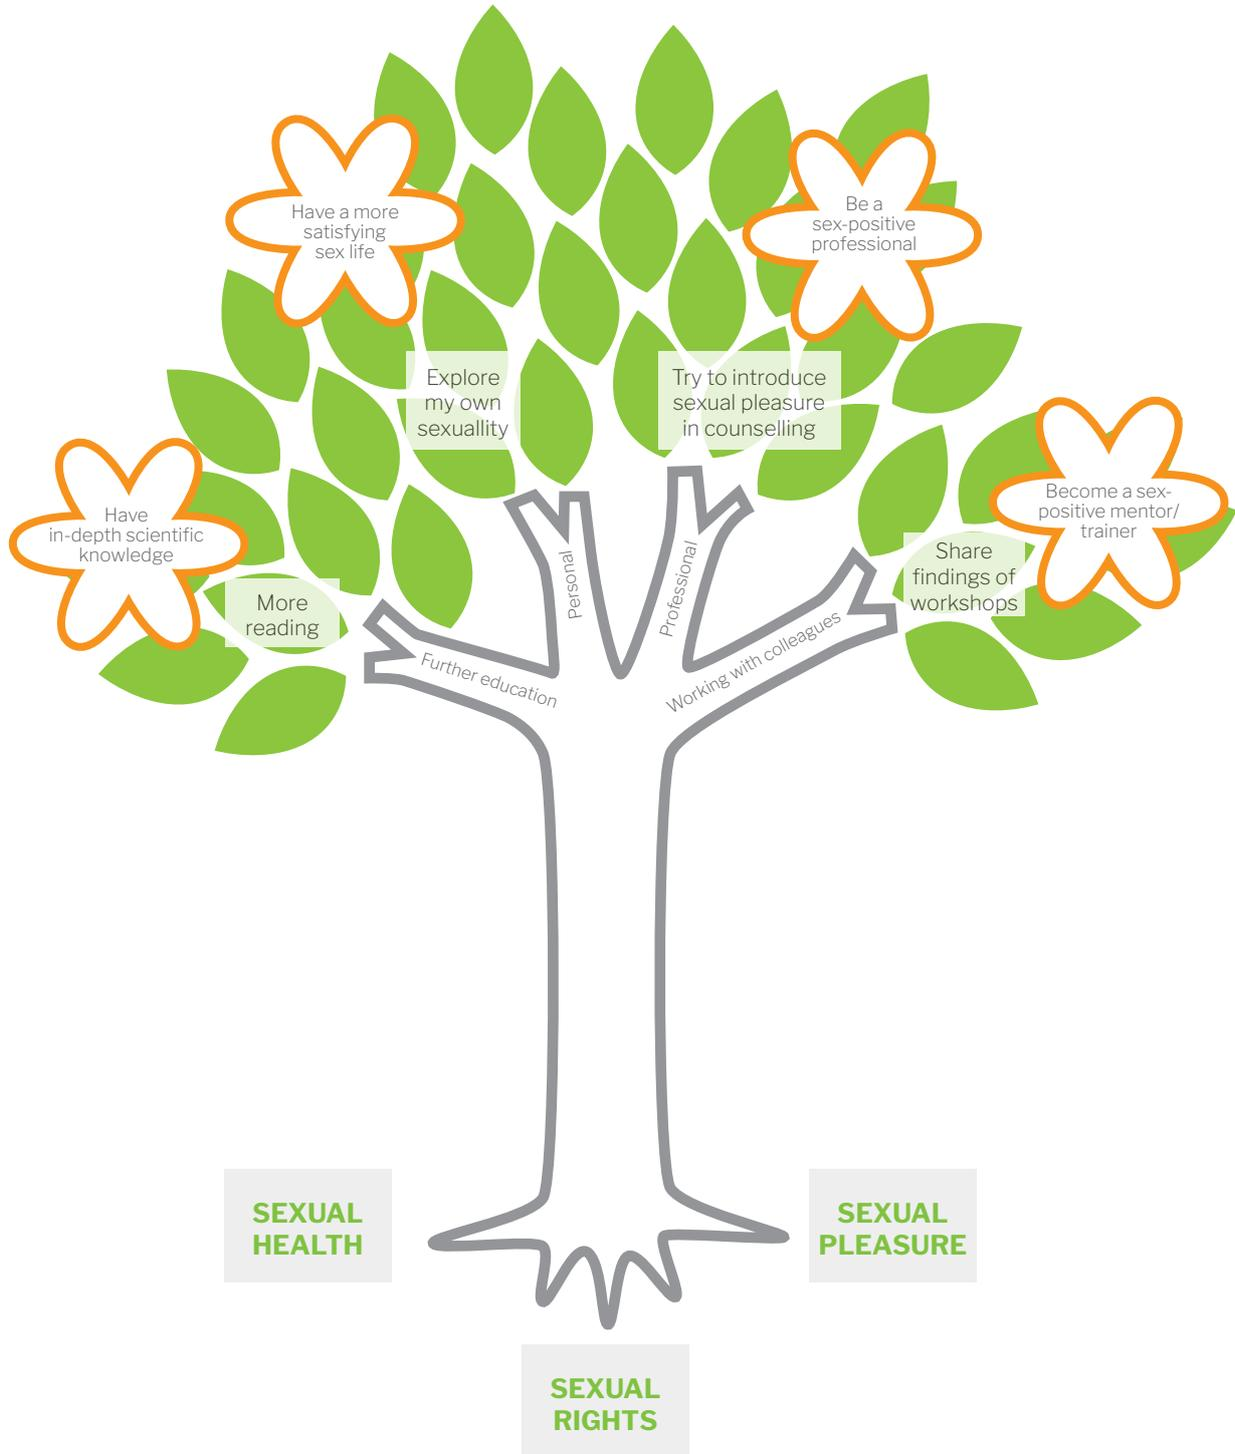 Have a more
satisfying
sex life
Be a
sex-positive
professional
Explore
my own
sexuallity
Try to introduce
sexual pleasure
in counselling
Have
in-depth scientific
knowledge
Become a sex-
positive mentor/
trainer
More
reading
Share
findings of
workshops
Further education
Personal
Professional
Working with colleagues
SEXUAL
HEALTH
SEXUAL
PLEASURE
SEXUAL
RIGHTS